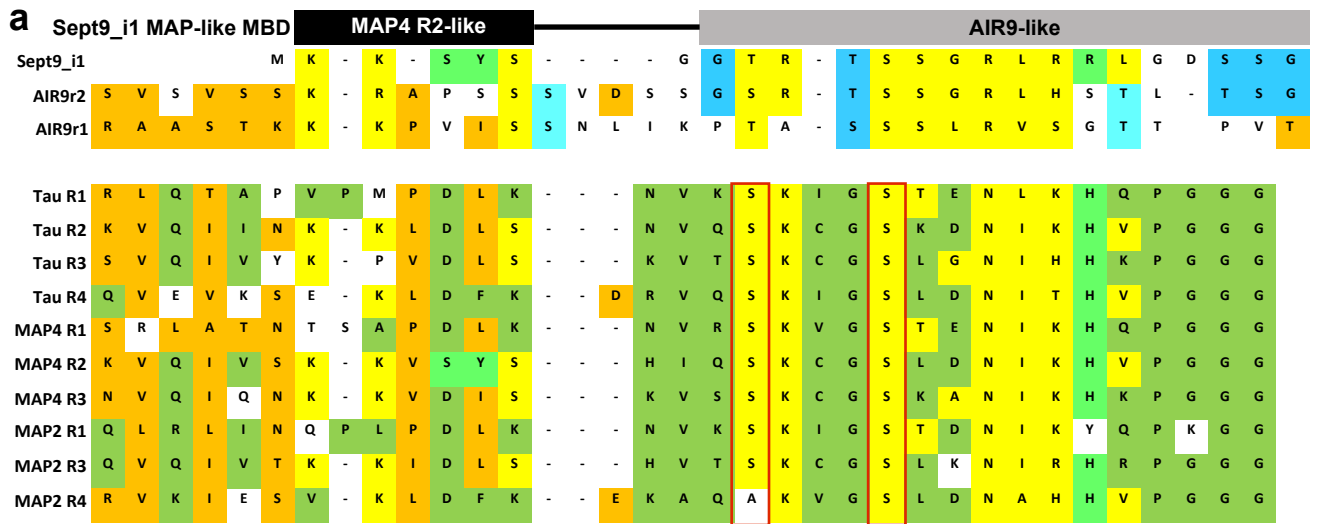 a Sept9_i1 MAP-like MBD MAP4 R2-like AIR9-like
Sept9_i1 M K - K - S Y S - - - - G G T R - T S S G R L R R L G D S S G
AIR9r2 S V S V S S K - R A P S S S V D S S G S R - T S S G R L H S T L - T S G
AIR9r1 R A A S T K K - K P V I S S N L I K P T A - S S S L R V S G T T P V T
Tau R1 R L Q T A P V P M P D L K - - - N V K S K I G S T E N L K H Q P G G G
Tau R2 K V Q I I N K - K L D L S - - - N V Q S K C G S K D N I K H V P G G G
Tau R3 S V Q I V Y K - P V D L S - - - K V T S K C G S L G N I H H K P G G G
Tau R4 Q V E V K S E - K L D F K - - D R V Q S K I G S L D N I T H V P G G G
MAP4 R1 S R L A T N T S A P D L K - - - N V R S K V G S T E N I K H Q P G G G
MAP4 R2 K V Q I V S K - K V S Y S - - - H I Q S K C G S L D N I K H V P G G G
MAP4 R3 N V Q I Q N K - K V D I S - - - K V S S K C G S K A N I K H K P G G G
MAP2 R1 Q L R L I N Q P L P D L K - - - N V K S K I G S T D N I K Y Q P K G G
MAP2 R3 Q V Q I V T K - K I D L S - - - H V T S K C G S L K N I R H R P G G G
MAP2 R4 R V K I E S V - K L D F K - - E K A Q A K V G S L D N A H H V P G G G